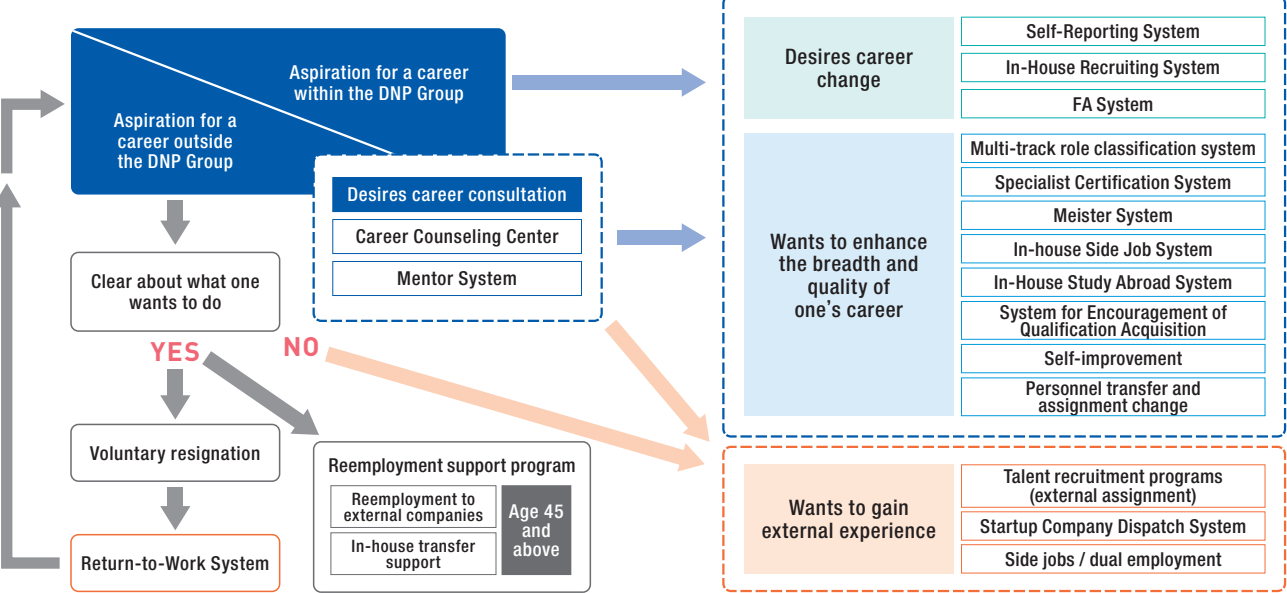 Aspiration for a career
within the DNP Group
Aspiration for a
career outside
the DNP Group
Desires career consultation
Career Counseling Center
Mentor System
Clear about what one
wants to do
YES
NO
Voluntary resignation
Return-to-Work System
Reemployment support program
Reemployment to
external companies
In-house transfer
support
Age 45
and
above
Desires career
change
Self-Reporting System
In-House Recruiting System
FA System
Wants to enhance
the breadth and
quality of
one's career
Multi-track role classification system
Specialist Certification System
Meister System
In-house Side Job System
In-House Study Abroad System
System for Encouragement of
Qualification Acquisition
Self-improvement
Personnel transfer and
assignment change
Wants to gain
external experience
Talent recruitment programs
(external assignment)
Startup Company Dispatch System
Side jobs / dual employment